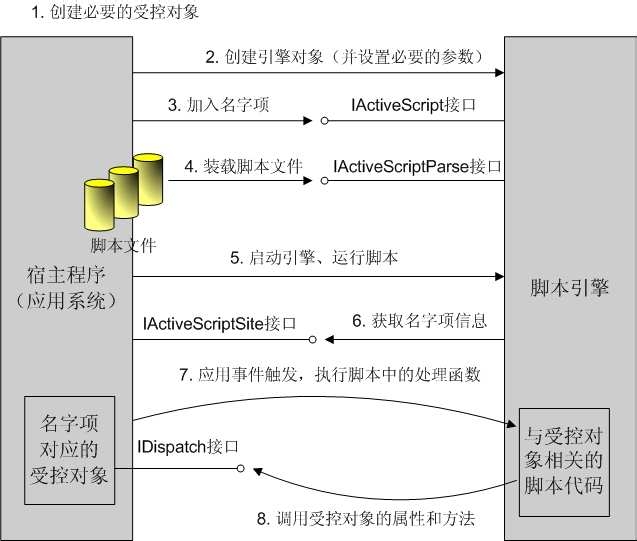 1. 创建必要的受控对象
2. 创建引擎对象（并设置必要的参数）
3. 加入名字项
IActiveScript接口
4. 装载脚本文件
IActiveScriptParse接口
脚本文件
5. 启动引擎、运行脚本
宿主程序
（应用系统）
脚本引擎
IActiveScriptSite接口
6. 获取名字项信息
7. 应用事件触发，执行脚本中的处理函数
名字项
对应的
受控对象
IDispatch接口
与受控对
象相关的
脚本代码
8. 调用受控对象的属性和方法